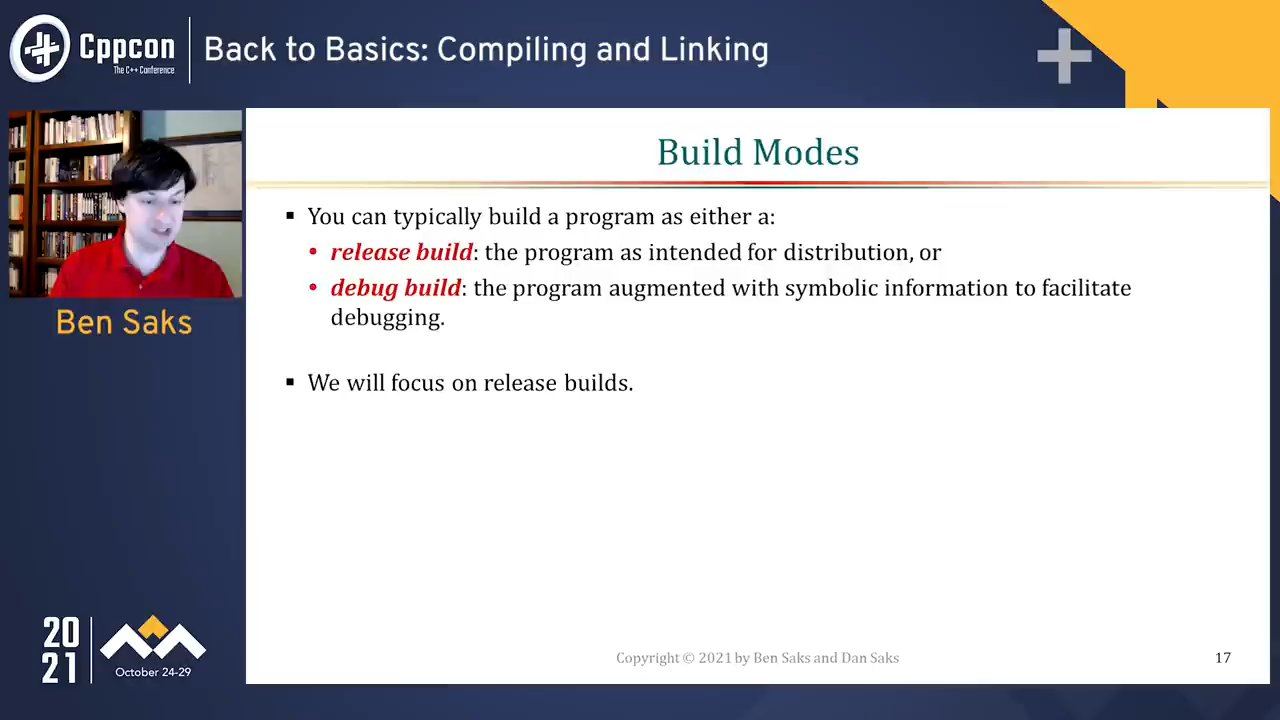 Cppcon
The C++ Conference
Back to Basics: Compiling and Linking
Ben Saks
Build Modes
▪ You can typically build a program as either a:
• release build: the program as intended for distribution, or
• debug build: the program augmented with symbolic information to facilitate
debugging.
▪ We will focus on release builds.
20
21
October 24-29
Copyright © 2021 by Ben Saks and Dan Saks
17